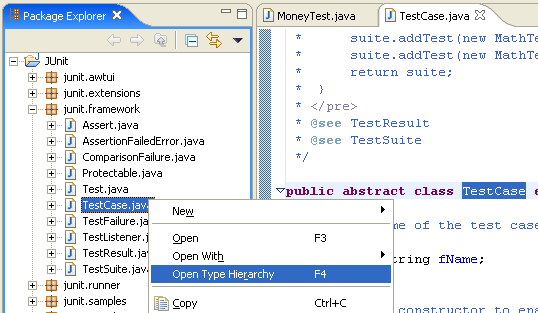 Package Explorer
JUnit
junit.awtui
junit.extensions
junit.framework
Assert.java
AssertionFailedError.java
ComparisonFailure.java
Protectable.java
Test.java
TestCase.java
TestFailure.ja
TestListener.ja
TestResult.java
TestSuite.java
junit.runner
junit.samples
New
Open F3
Open With
Open Type Hierarchy F4
Copy Ctrl+C
MoneyTest.java TestCase.java
* suite.addTest(new MathTe
* suite.addTest(new MathTe
* return suite;
* }
* </pre>
* @see TestResult
* @see TestSuite
*/
public abstract class TestCase e
me of the test case
tring fName;
constructor to ena